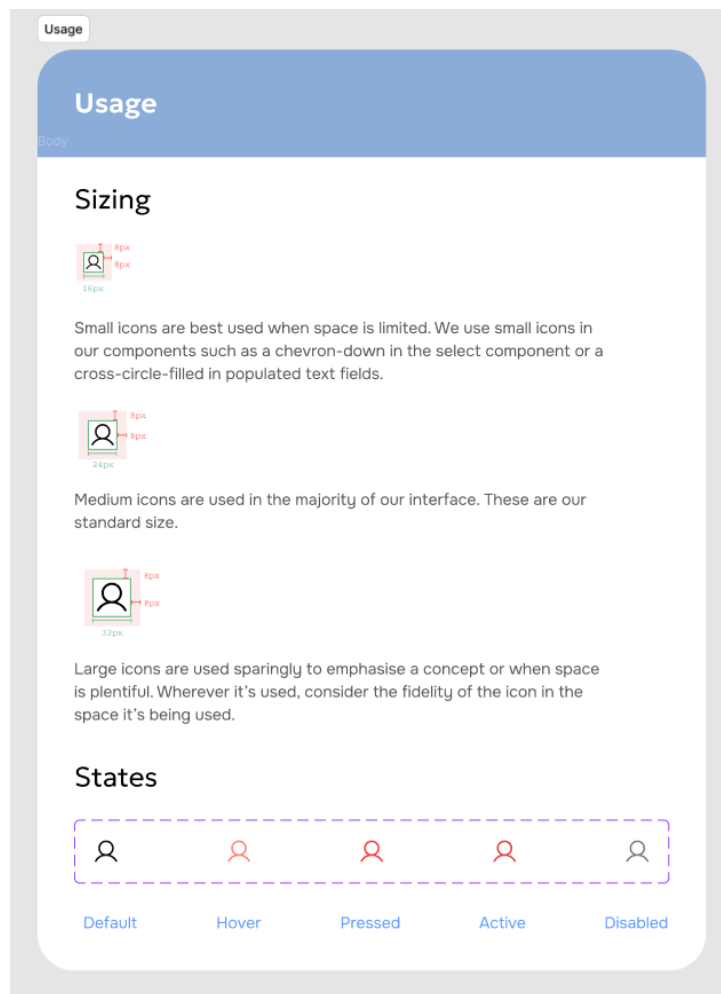 Usage
Usage
Body
Sizing
8px
8px
16px
Small icons are best used when space is limited. We use small icons in
our components such as a chevron-down in the select component or a
cross-circle-filled in populated text fields.
8px
8px
24px
Medium icons are used in the majority of our interface. These are our
standard size.
8px
8px
32px
Large icons are used sparingly to emphasise a concept or when space
is plentiful. Wherever it’s used, consider the fidelity of the icon in the
space it’s being used.
States
Default Hover Pressed Active Disabled